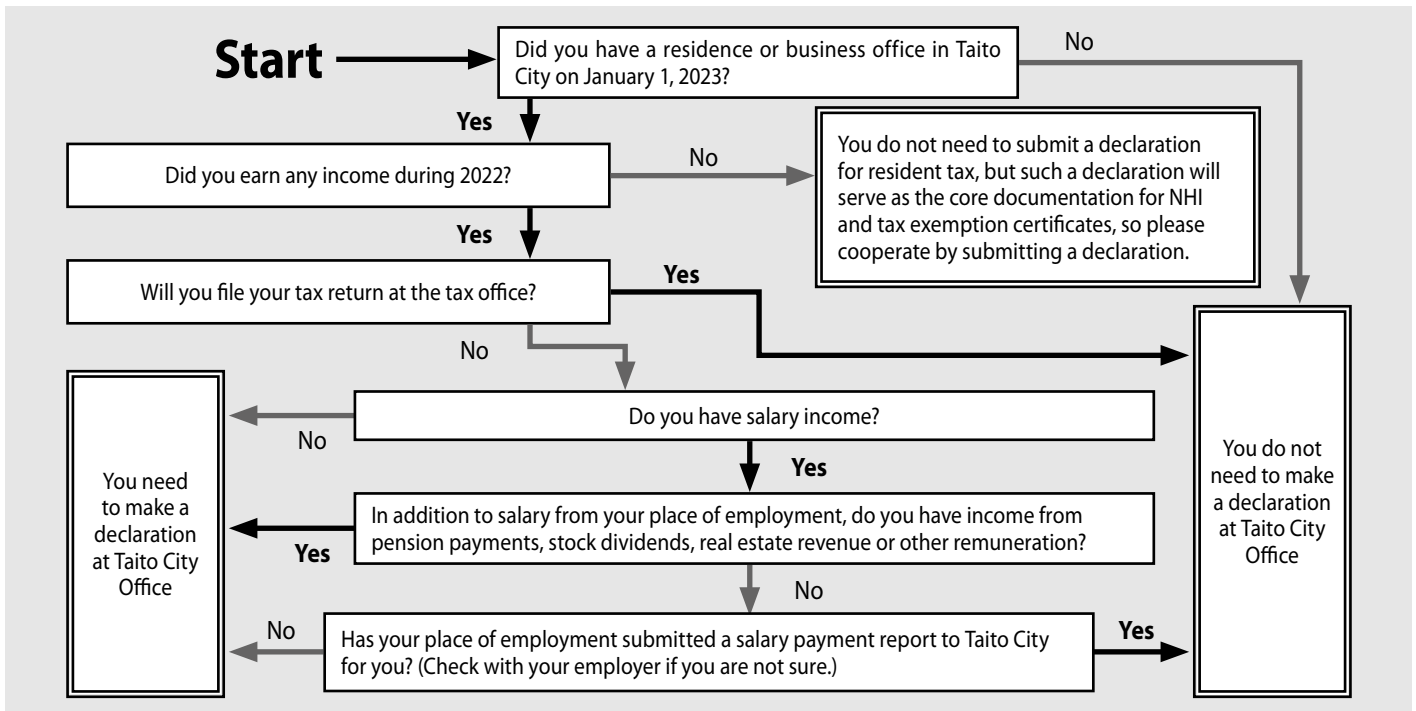 Start
Did you have a residence or business office in Taito
City on January 1, 2023?
No
Yes
Did you earn any income during 2022?
No
You do not need to submit a declaration
for resident tax, but such a declaration will
serve as the core documentation for NHI
and tax exemption certificates, so please
cooperate by submitting a declaration.
Yes
Will you file your tax return at the tax office?
Yes
No
Do you have salary income?
No
Yes
You need
to make a
declaration
at Taito City
Office
In addition to salary from your place of employment, do you have income from
pension payments, stock dividends, real estate revenue or other remuneration?
Yes
No
You do not
need to make
a declaration
at Taito City
Office
No
Has your place of employment submitted a salary payment report to Taito City
for you? (Check with your employer if you are not sure.)
Yes